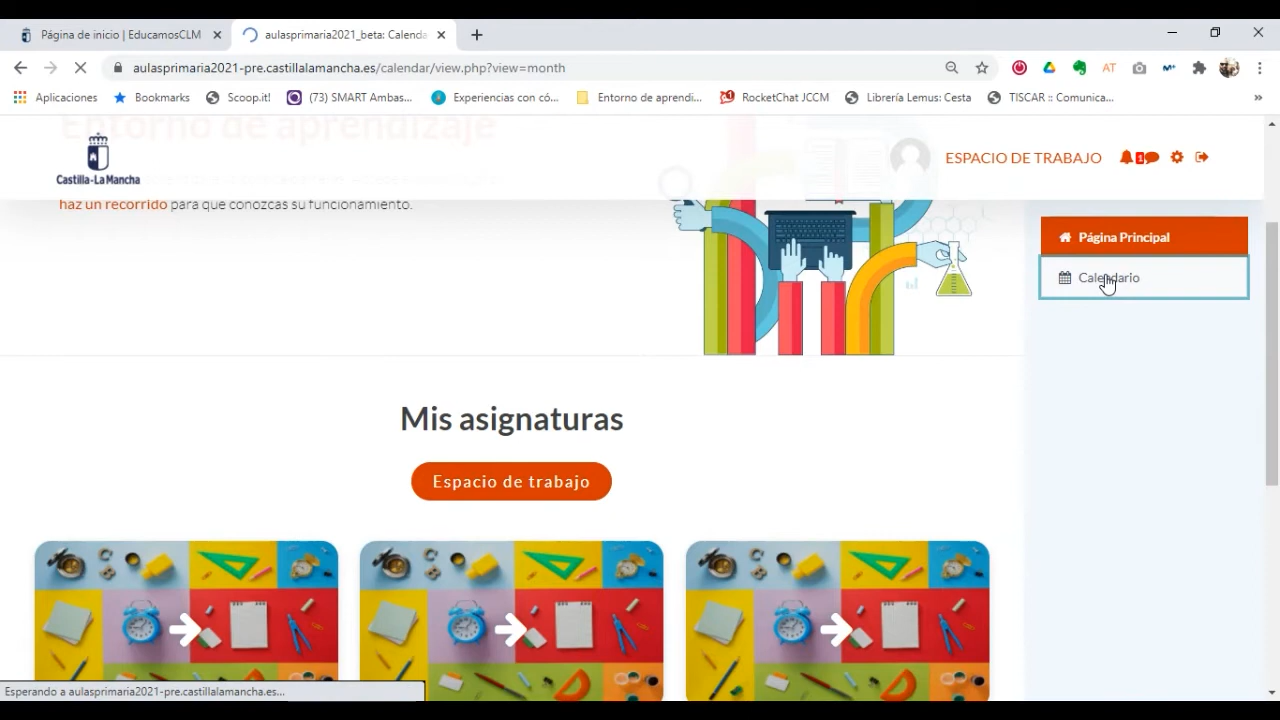 Página de inicio | EducamosCLM
aulasprimaria2021_beta: Calenda
aulasprimaria2021-pre.castillalamancha.es/calendar/view.php?view=month
Aplicaciones
Bookmarks
Scoop.it!
(73) SMART Ambas...
Experiencias con có...
Entorno de aprendi...
RocketChat JCCM
Librería Lemus: Cesta
TISCAR :: Comunica...
»
Entorno de aprendizaje
Castilla-La Mancha
ESPACIO DE TRABAJO
1
haz un recorrido para que conozcas su funcionamiento.
Página Principal
Calendario
Mis asignaturas
Espacio de trabajo
Esperando a aulasprimaria2021-pre.castillalamancha.es...